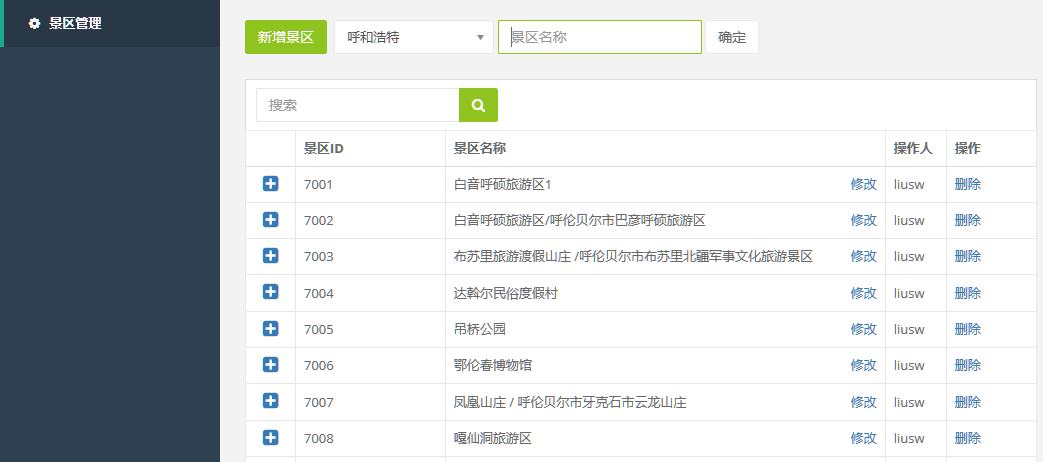 景区管理
新增景区 呼和浩特 景区名称 确定
搜索
景区ID 景区名称 操作人 操作
7001 白音呼硕旅游区1 修改 liusw 删除
7002 白音呼硕旅游区/呼伦贝尔市巴彦呼硕旅游区 修改 liusw 删除
7003 布苏里旅游渡假山庄 /呼伦贝尔市布苏里北疆军事文化旅游景区 修改 liusw 删除
7004 达斡尔民俗度假村 修改 liusw 删除
7005 吊桥公园 修改 liusw 删除
7006 鄂伦春博物馆 修改 liusw 删除
7007 凤凰山庄 / 呼伦贝尔市牙克石市云龙山庄 修改 liusw 删除
7008 嘎仙洞旅游区 修改 liusw 删除